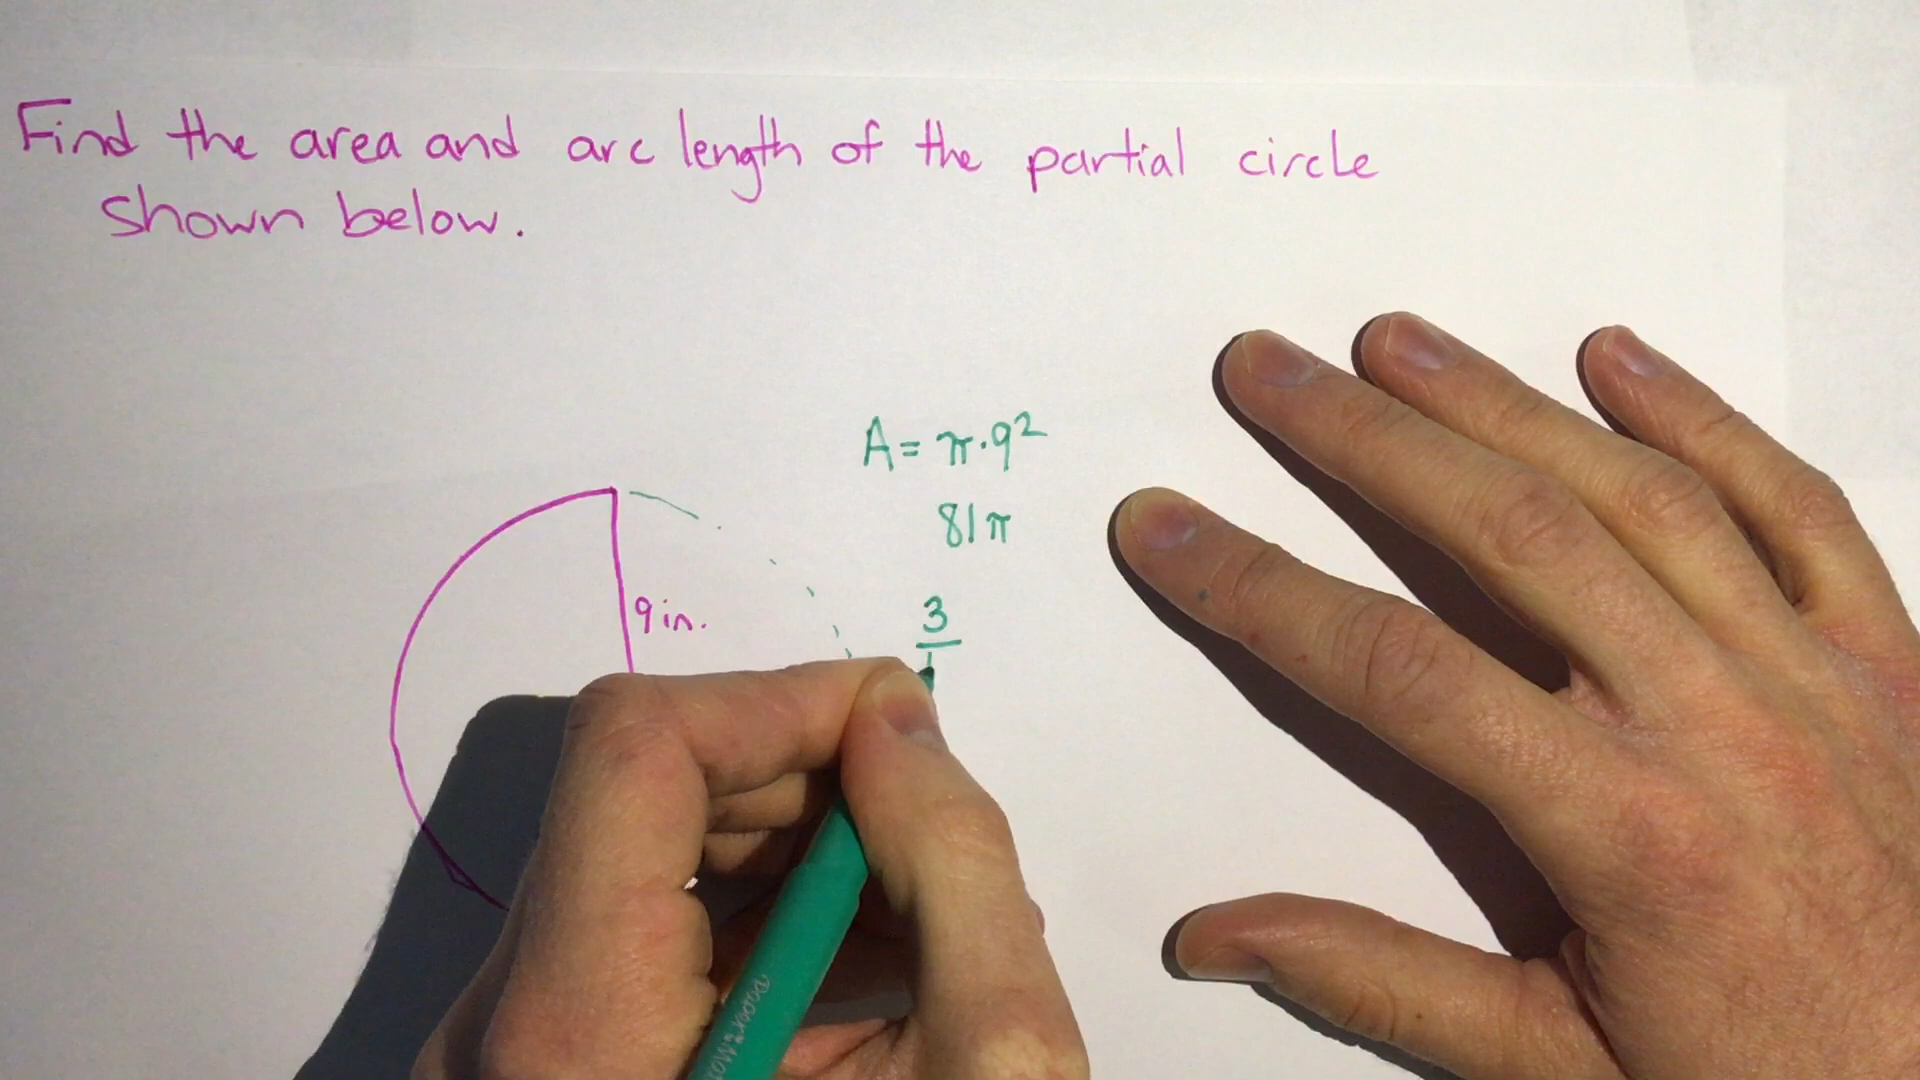 Find the area and arc length of the partial circle
shown below.
A = π·9²
81π
9 in.
3